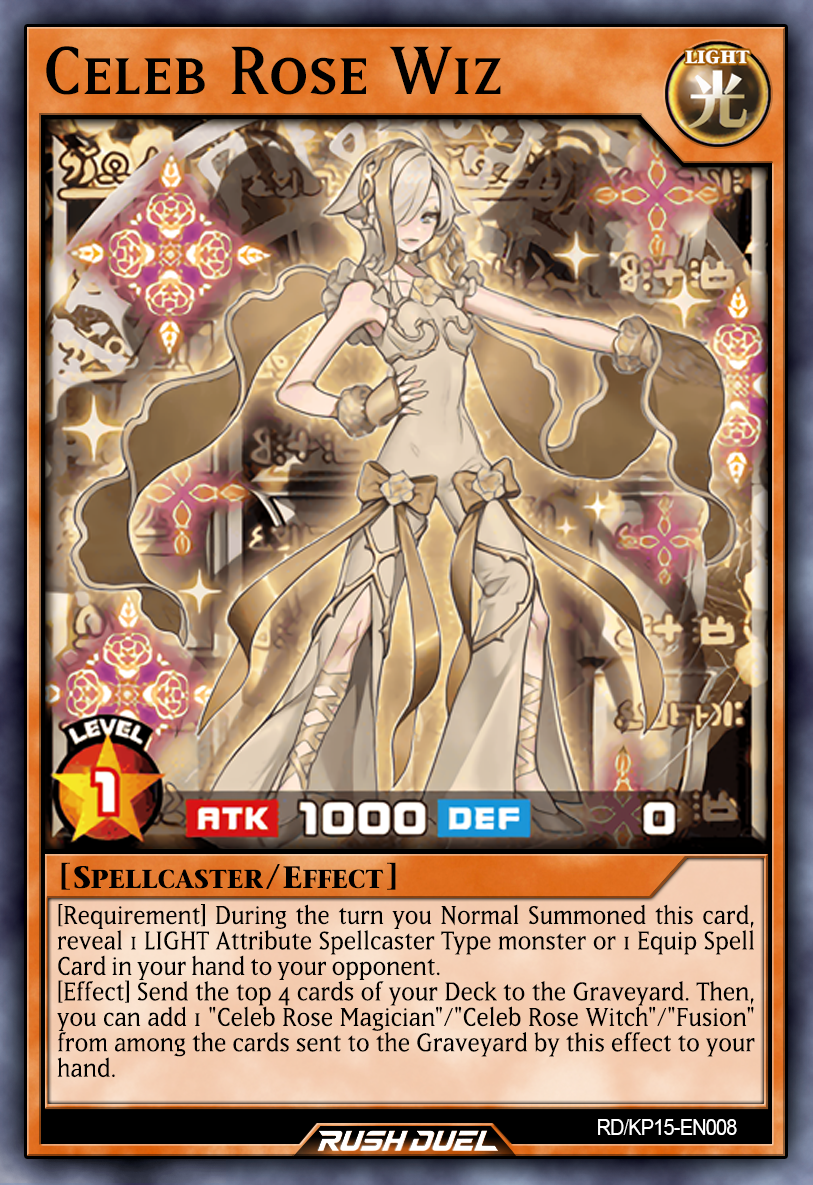 Celeb Rose Wiz
LIGHT
光
LEVEL
1
ATK 1000 DEF 0
[Spellcaster/Effect]
[Requirement] During the turn you Normal Summoned this card,
reveal 1 LIGHT Attribute Spellcaster Type monster or 1 Equip Spell
Card in your hand to your opponent.
[Effect] Send the top 4 cards of your Deck to the Graveyard. Then,
you can add 1 "Celeb Rose Magician"/"Celeb Rose Witch"/"Fusion"
from among the cards sent to the Graveyard by this effect to your
hand.
RD/KP15-EN008
RUSH DUEL